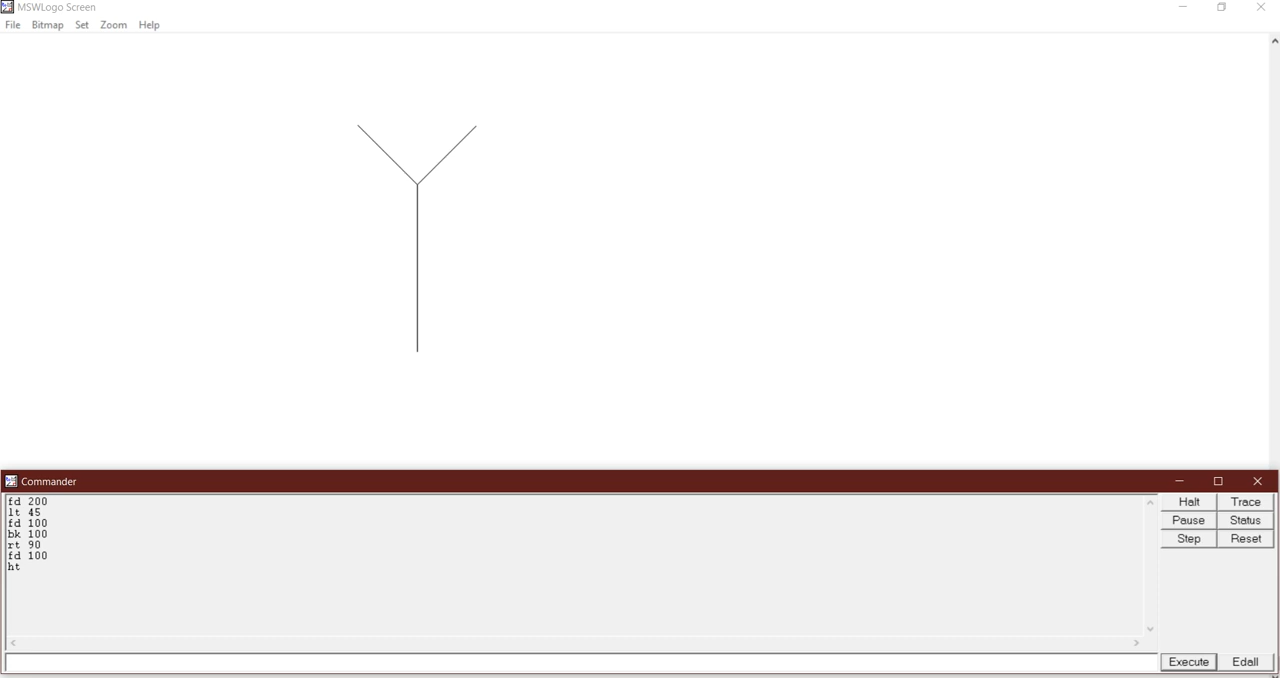 MSWLogo Screen
File Bitmap Set Zoom Help
Commander
fd 200
lt 45
fd 100
bk 100
rt 90
fd 100
ht
Halt Trace
Pause Status
Step Reset
Execute Edall